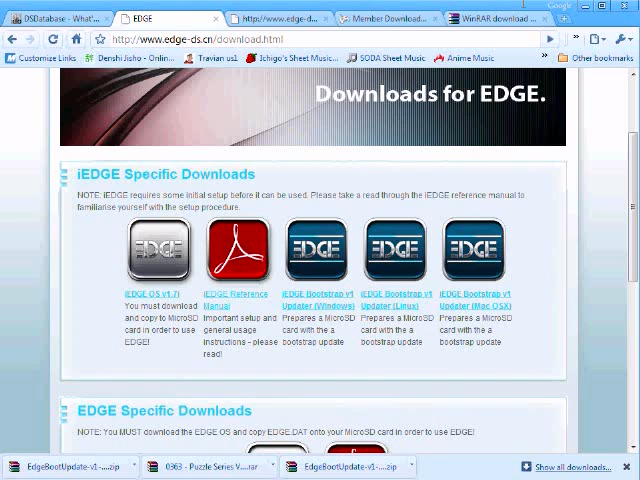 Google
DSDatabase - What'...
EDGE
http://www.edge-ds...
Member Download...
WinRAR download ...
http://www.edge-ds.cn/download.html
Customize Links
Denshi Jisho - Onlin...
Travian us1
Ichigo's Sheet Music...
SODA Sheet Music
Anime Music
Other bookmarks
Downloads for EDGE.
iEDGE Specific Downloads
NOTE: iEDGE requires some initial setup before it can be used. Please take a read through the iEDGE reference manual to
familiarise yourself with the setup procedure.
EDGE
EDGE
EDGE
EDGE
iEDGE OS v1.7)
You must download
and copy to MicroSD
card in order to use
EDGE!
iEDGE Reference
Manual
Important setup and
general usage
instructions - please
read!
iEDGE Bootstrap v1
Updater (Windows)
Prepares a MicroSD
card with the a
bootstrap update
iEDGE Bootstrap v1
Updater (Linux)
Prepares a MicroSD
card with the a
bootstrap update
iEDGE Bootstrap v1
Updater (Mac OSX)
Prepares a MicroSD
card with the a
bootstrap update
EDGE Specific Downloads
NOTE: You MUST download the EDGE OS and copy EDGE.DAT onto your MicroSD card in order to use EDGE!
EdgeBootUpdate-v1-....zip
0363 - Puzzle Series V....rar
EdgeBootUpdate-v1-....zip
Show all downloads...